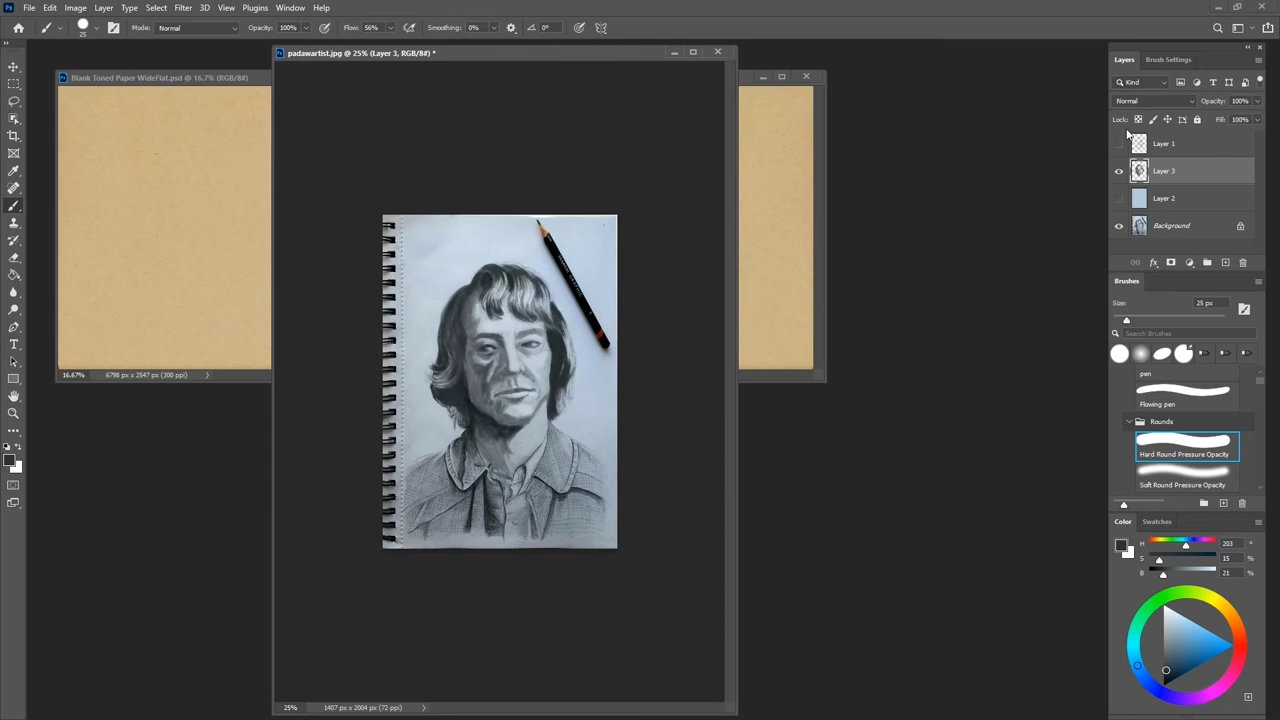 File Edit Image Layer Type Select Filter 3D View Plugins Window Help
25 Mode: Normal Opacity: 100% Flow: 56% Smoothing: 0% 0°
padawartist.jpg @ 25% (Layer 3, RGB/8#) *
Blank Toned Paper WideFlat.psd @ 16.7% (RGB/8#)
16.67% 6798 px x 2547 px (300 ppi)
25% 1407 px x 2004 px (72 ppi)
Layers Brush Settings
Kind
Normal Opacity: 100%
Lock: Fill: 100%
Layer 1
Layer 3
Layer 2
Background
Brushes
Size: 25 px
Search Brushes
pen
Flowing pen
Rounds
Hard Round Pressure Opacity
Soft Round Pressure Opacity
Color Swatches
H 203 °
S 15 %
B 21 %